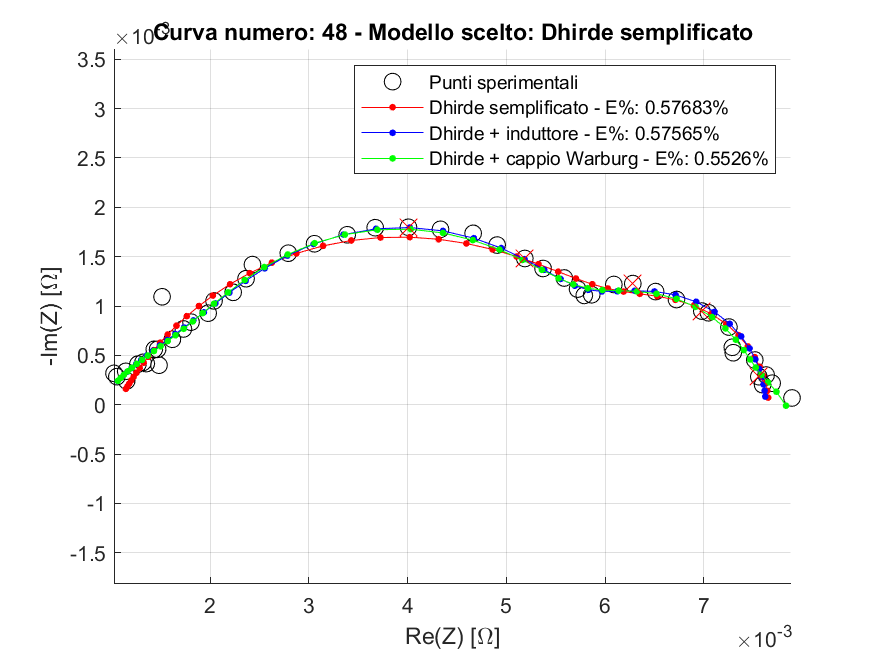 Curva numero: 48 - Modello scelto: Dhirde semplificato
×10⁻³
3.5
3
2.5
2
1.5
1
0.5
0
-0.5
-1
-1.5
-Im(Z) [Ω]
Punti sperimentali
Dhirde semplificato - E%: 0.57683%
Dhirde + induttore - E%: 0.57565%
Dhirde + cappio Warburg - E%: 0.5526%
2 3 4 5 6 7
Re(Z) [Ω]
×10⁻³